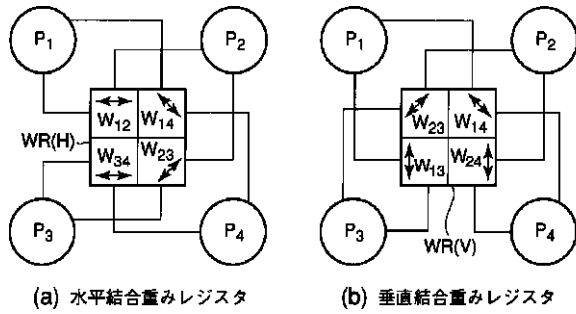 P1 P2 P1 P2
W12 W14 W23 W14
WR(H)
W34 W23 W13 W24
P3 P4 P3 P4
WR(V)
(a) 水平結合重みレジスタ (b) 垂直結合重みレジスタ